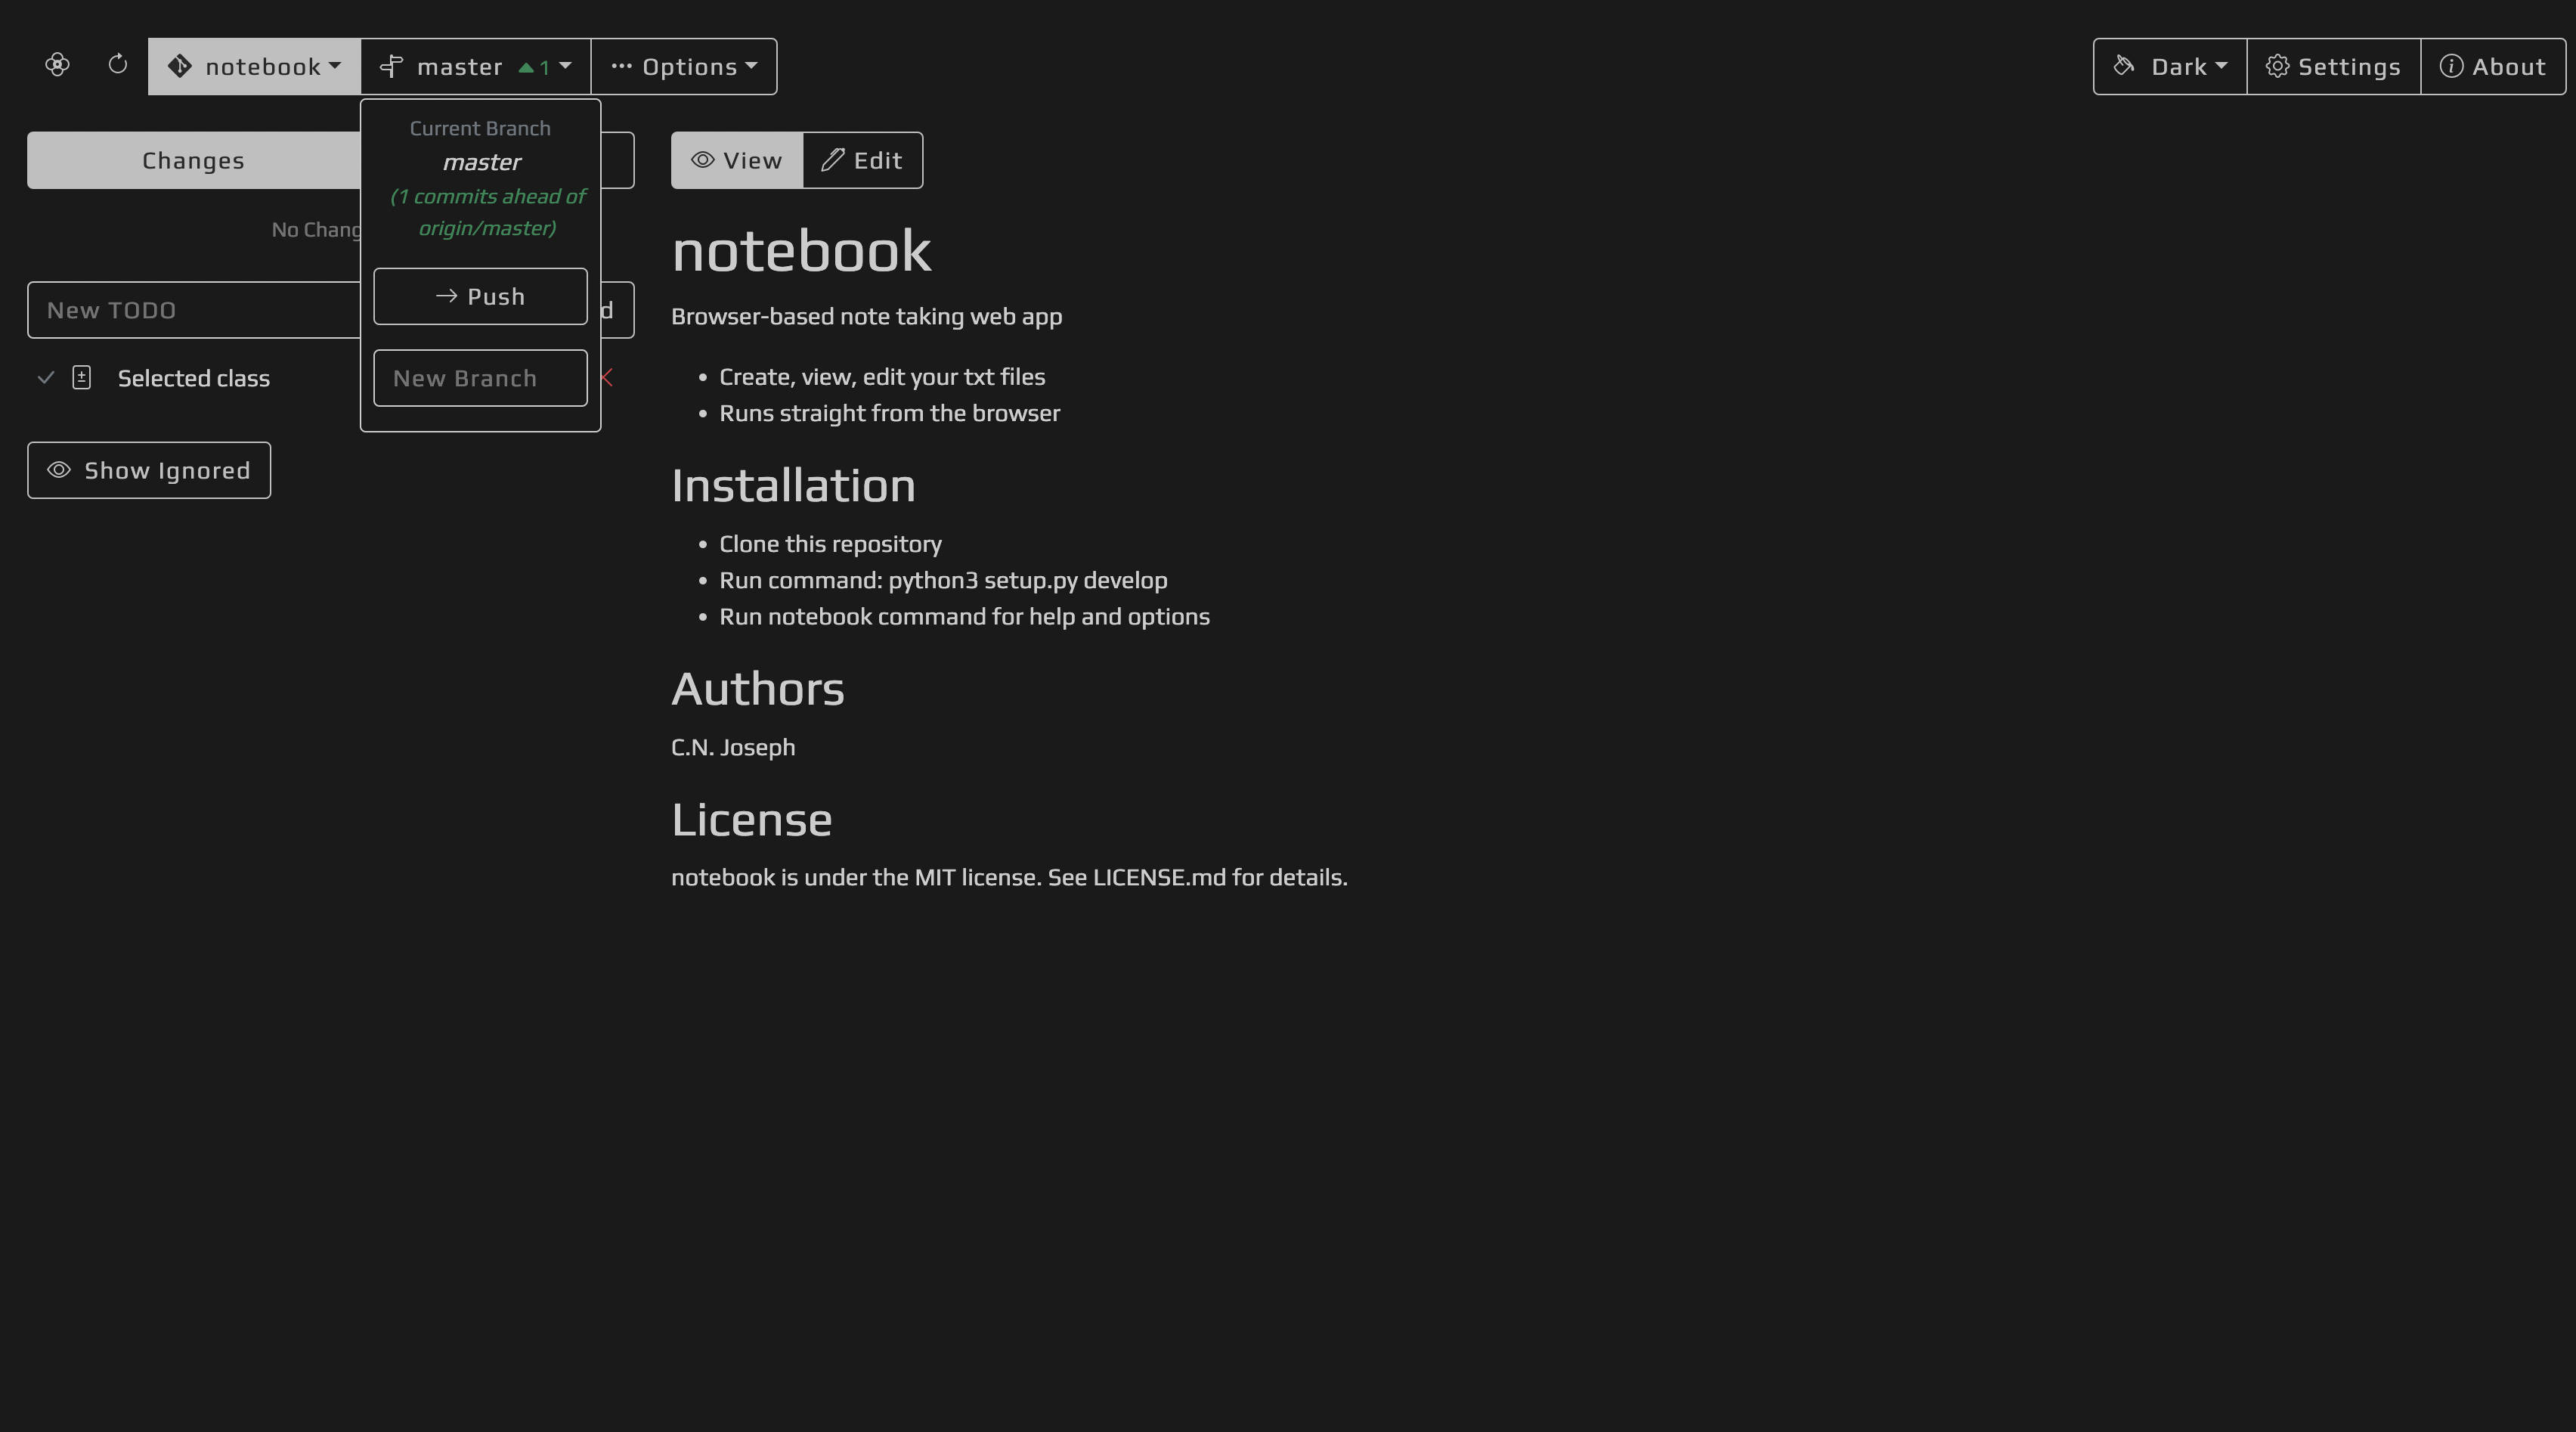 notebook
master 1
Options
Dark
Settings
About
Changes
Current Branch
master
(1 commits ahead of
origin/master)
Push
New Branch
No Chang
New TODO
d
Selected class
Show Ignored
View
Edit
notebook
Browser-based note taking web app
• Create, view, edit your txt files
• Runs straight from the browser
Installation
• Clone this repository
• Run command: python3 setup.py develop
• Run notebook command for help and options
Authors
C.N. Joseph
License
notebook is under the MIT license. See LICENSE.md for details.